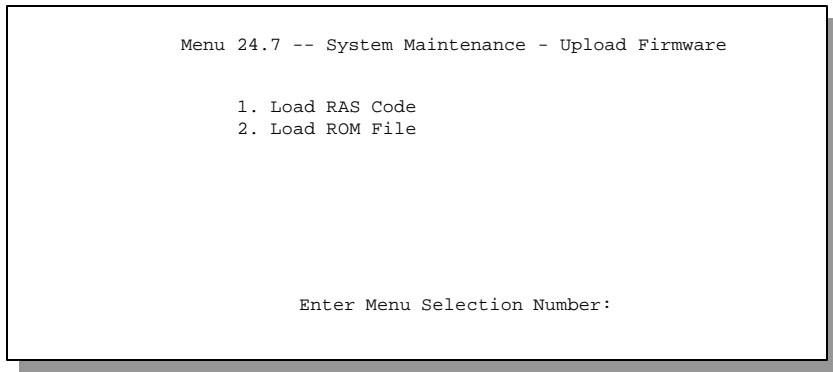 Menu 24.7 -- System Maintenance - Upload Firmware
1. Load RAS Code
2. Load ROM File
Enter Menu Selection Number: